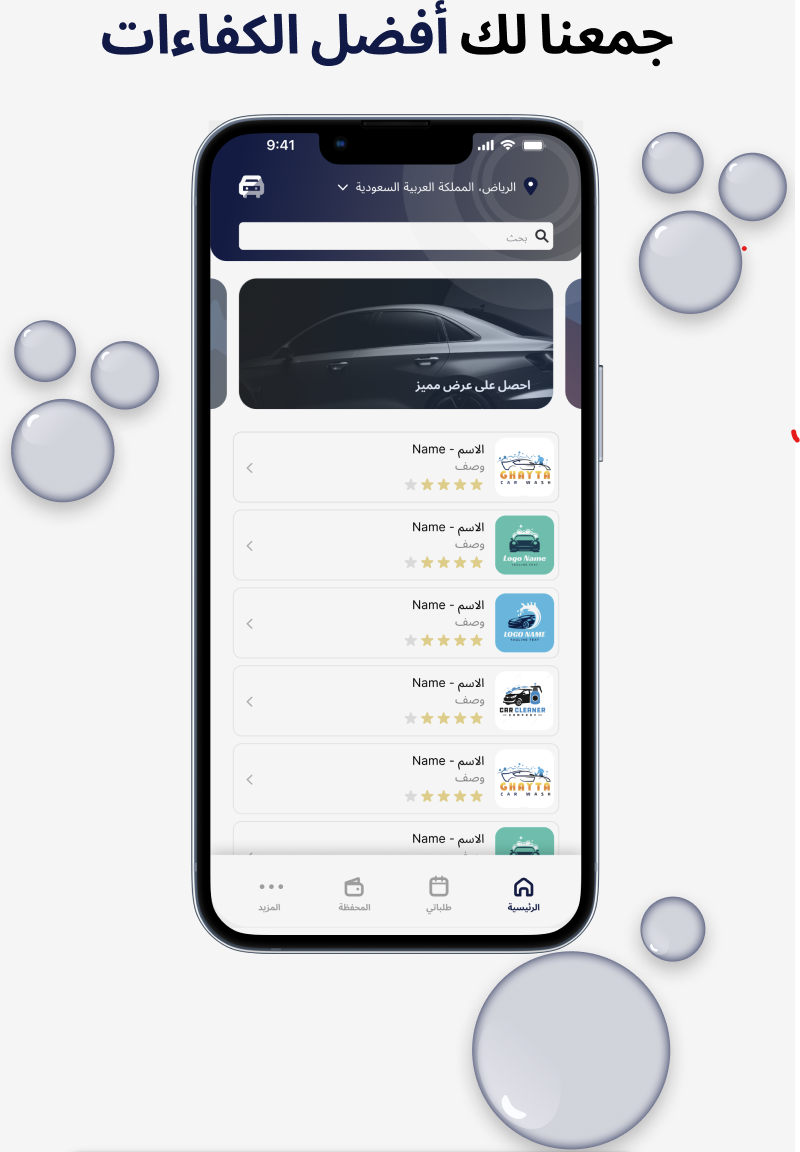 جمعنا لك أفضل الكفاءات
9:41
الرياض، المملكة العربية السعودية
بحث
احصل على عرض مميز
الاسم - Name
وصف
GHAYTA
CAR WASH
الاسم - Name
وصف
Logo Name
TAGLINE TEXT
الاسم - Name
وصف
LOGO NAME
TAGLINE TEXT
الاسم - Name
وصف
CAR CLEANER
COMPANY
الاسم - Name
وصف
GHAYTA
CAR WASH
الاسم - Name
الرئيسية
طلباتي
المحفظة
المزيد